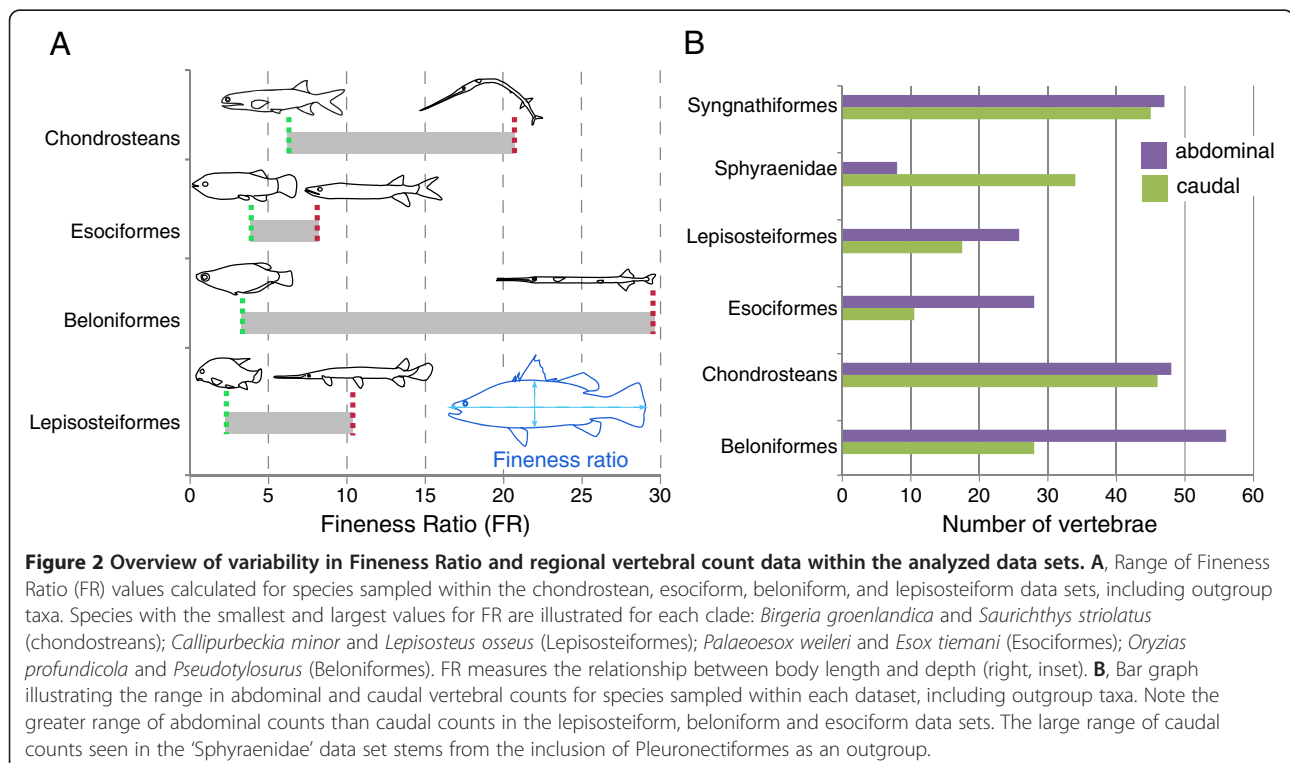 A
Chondrosteans
Esociformes
Beloniformes
Lepisosteiformes
Fineness ratio
0 5 10 15 20 25 30
Fineness Ratio (FR)
B
Syngnathiformes
Sphyraenidae
Lepisosteiformes
Esociformes
Chondrosteans
Beloniformes
abdominal
caudal
0 10 20 30 40 50 60
Number of vertebrae
Figure 2 Overview of variability in Fineness Ratio and regional vertebral count data within the analyzed data sets. A, Range of Fineness
Ratio (FR) values calculated for species sampled within the chondrostean, esociform, beloniform, and lepisosteiform data sets, including outgroup
taxa. Species with the smallest and largest values for FR are illustrated for each clade: Birgeria groenlandica and Saurichthys striolatus
(chondostreans); Callipurbeckia minor and Lepisosteus osseus (Lepisosteiformes); Palaeoesox weileri and Esox tiemani (Esociformes); Oryzias
profundicola and Pseudotylosurus (Beloniformes). FR measures the relationship between body length and depth (right, inset). B, Bar graph
illustrating the range in abdominal and caudal vertebral counts for species sampled within each dataset, including outgroup taxa. Note the
greater range of abdominal counts than caudal counts in the lepisosteiform, beloniform and esociform data sets. The large range of caudal
counts seen in the ‘Sphyraenidae’ data set stems from the inclusion of Pleuronectiformes as an outgroup.